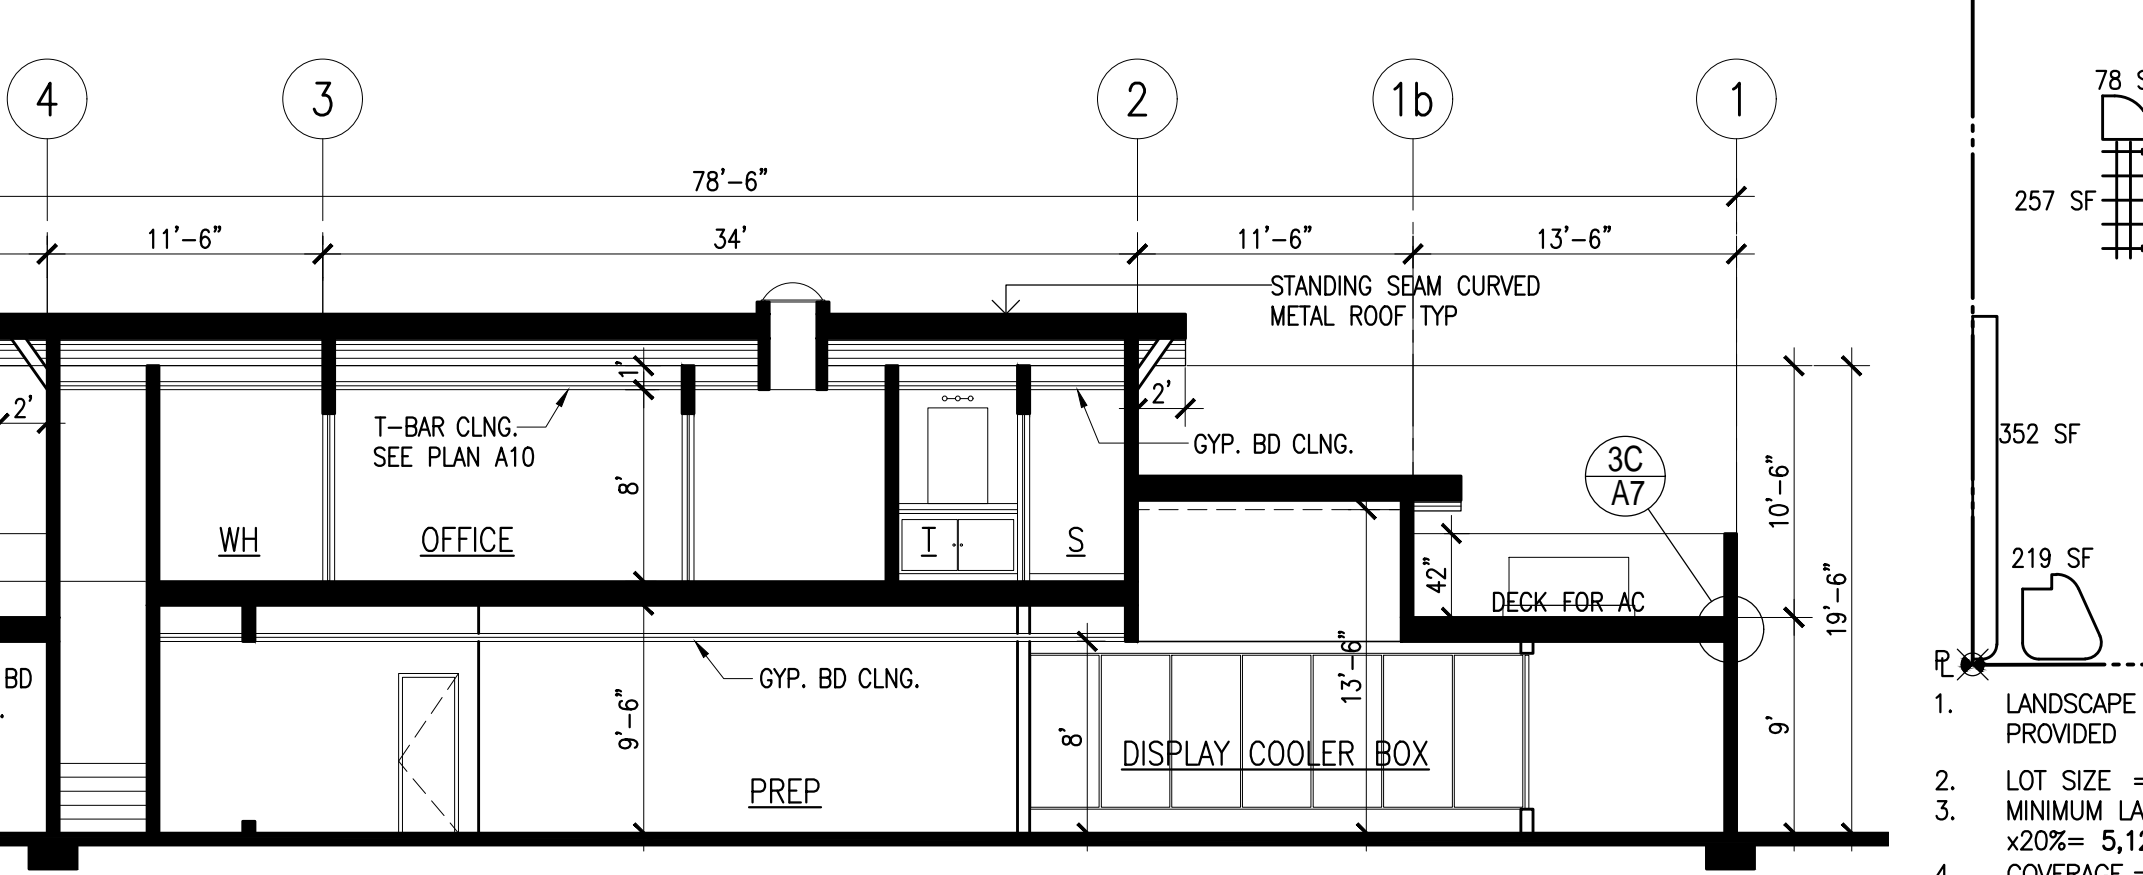 4
3
2
1b
1
78'-6"
11'-6"
34'
11'-6"
13'-6"
STANDING SEAM CURVED
METAL ROOF TYP
1'
2'
2'
T-BAR CLNG.
SEE PLAN A10
GYP. BD CLNG.
8'
WH
OFFICE
T
S
3C
A7
42"
DECK FOR AC
10'-6"
19'-6"
BD
.
GYP. BD CLNG.
9'-6"
13'-6"
8'
9'
DISPLAY COOLER BOX
PREP
78 S
257 SF
352 SF
219 SF
PL
1. LANDSCAPE
PROVIDED
2. LOT SIZE =
3. MINIMUM LA
x20%= 5,12
4. COVERAGE =